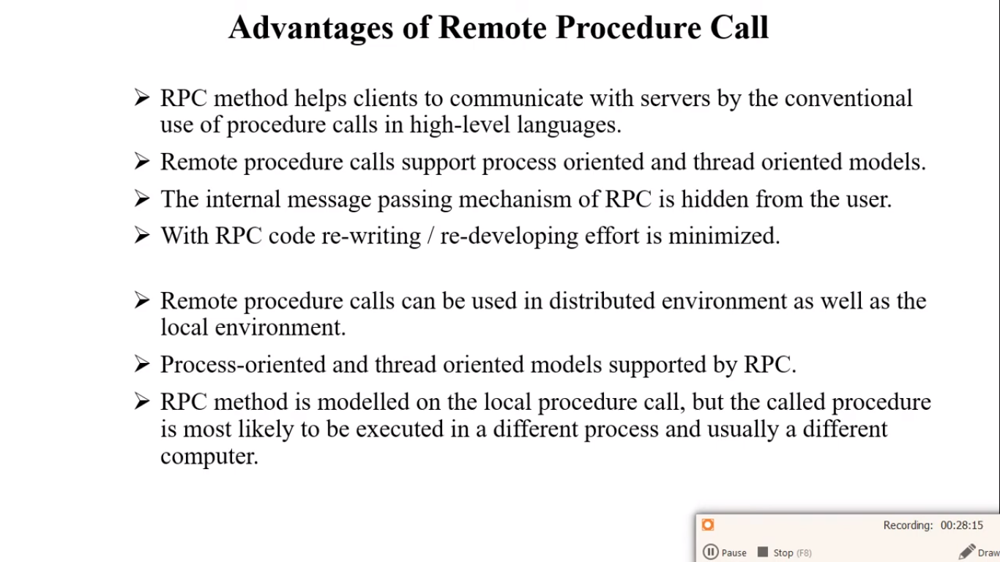 Advantages of Remote Procedure Call
➢ RPC method helps clients to communicate with servers by the conventional
use of procedure calls in high-level languages.
➢ Remote procedure calls support process oriented and thread oriented models.
➢ The internal message passing mechanism of RPC is hidden from the user.
➢ With RPC code re-writing / re-developing effort is minimized.
➢ Remote procedure calls can be used in distributed environment as well as the
local environment.
➢ Process-oriented and thread oriented models supported by RPC.
➢ RPC method is modelled on the local procedure call, but the called procedure
is most likely to be executed in a different process and usually a different
computer.
Recording: 00:28:15
Pause Stop (F8) Draw